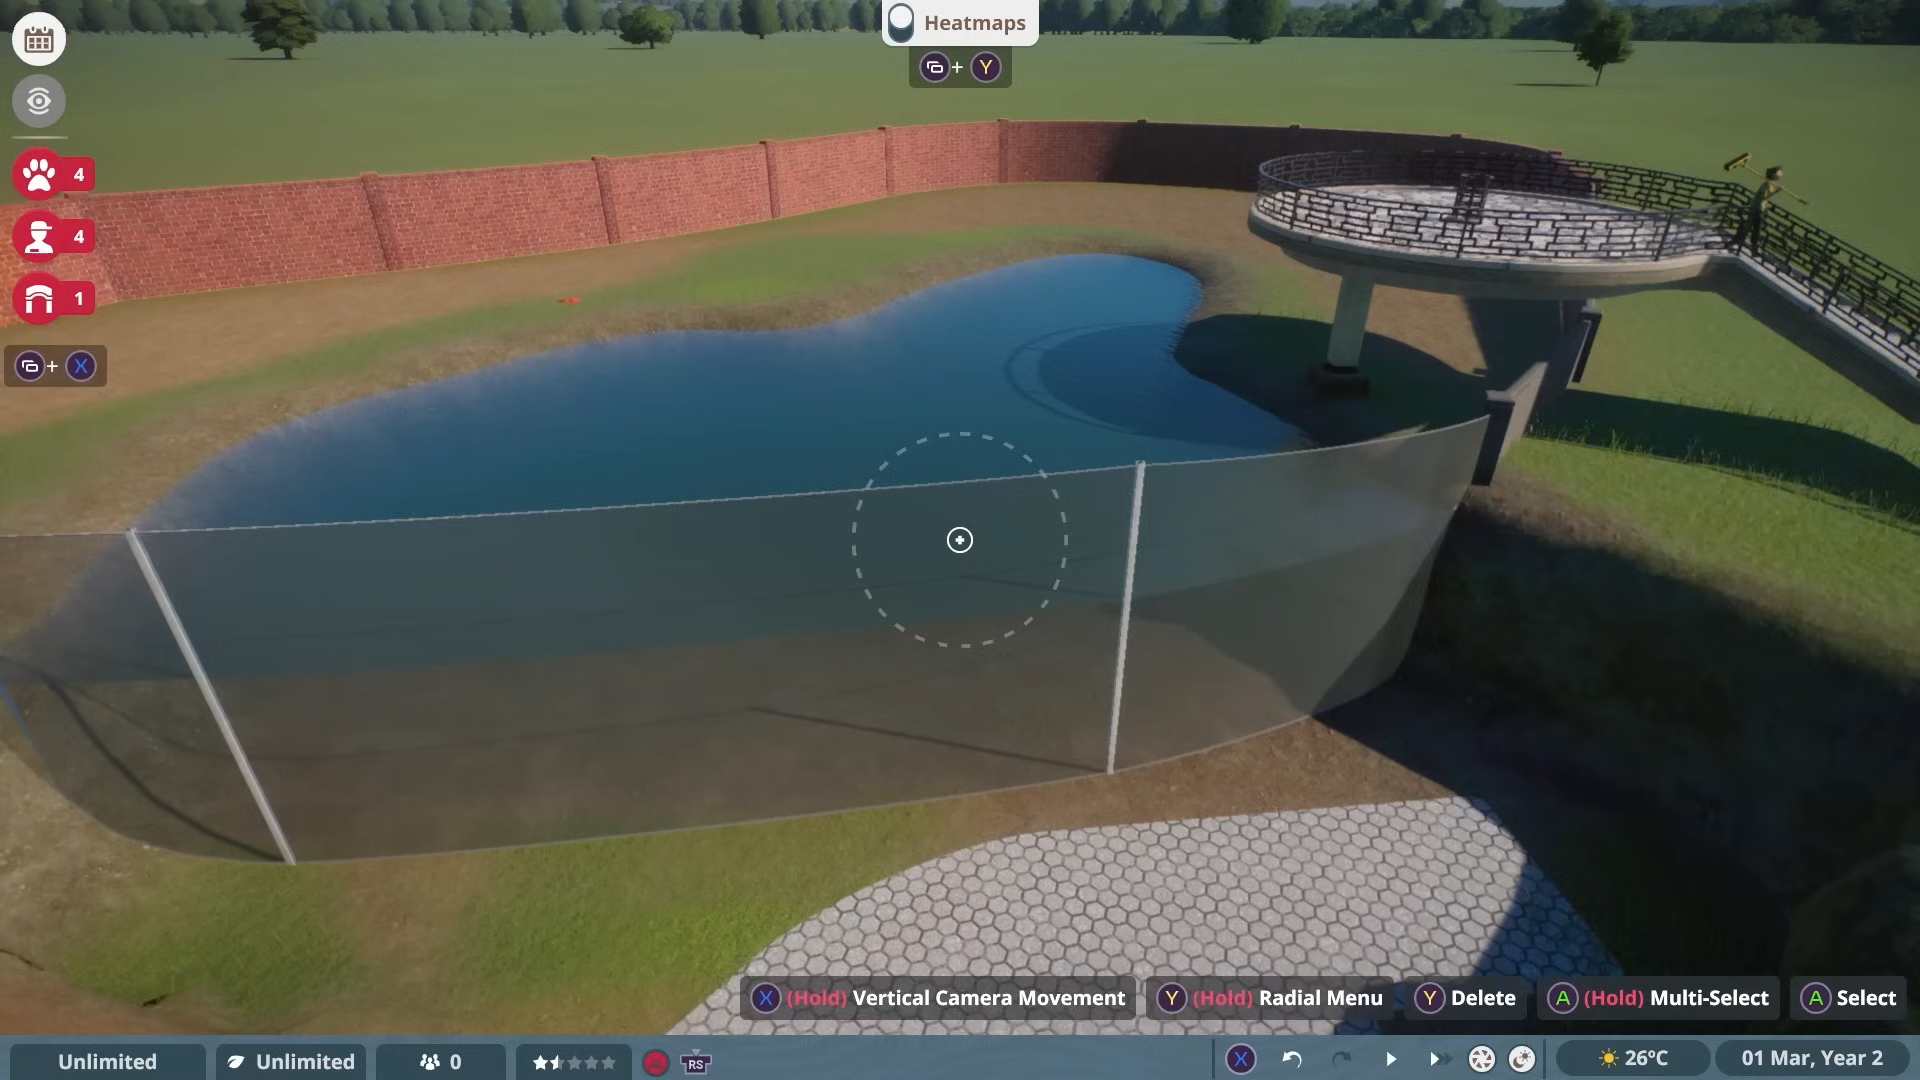 Heatmaps
+ Y
4
4
1
+ X
X (Hold) Vertical Camera Movement
Y (Hold) Radial Menu
Y Delete
A (Hold) Multi-Select
A Select
Unlimited
Unlimited
0
RS
X
26°C
01 Mar, Year 2